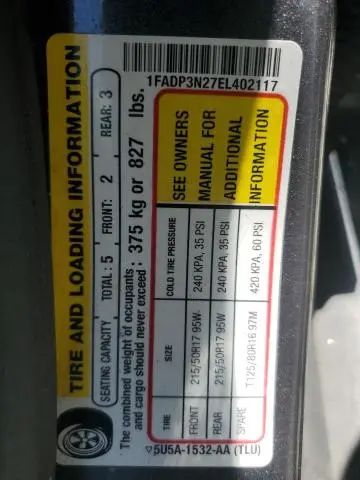 TIRE AND LOADING INFORMATION
SEATING CAPACITY TOTAL: 5 FRONT: 2 REAR: 3
The combined weight of occupants and cargo should never exceed: 375 kg or 827 lbs.
1FADP3N27EL402117
TIRE SIZE COLD TIRE PRESSURE
FRONT 215/50R17 95W 240 KPA, 35 PSI
REAR 215/50R17 95W 240 KPA, 35 PSI
SPARE T125/80R16 97M 420 KPA, 60 PSI
SEE OWNERS
MANUAL FOR
ADDITIONAL
INFORMATION
5U5A-1532-AA (TLU)